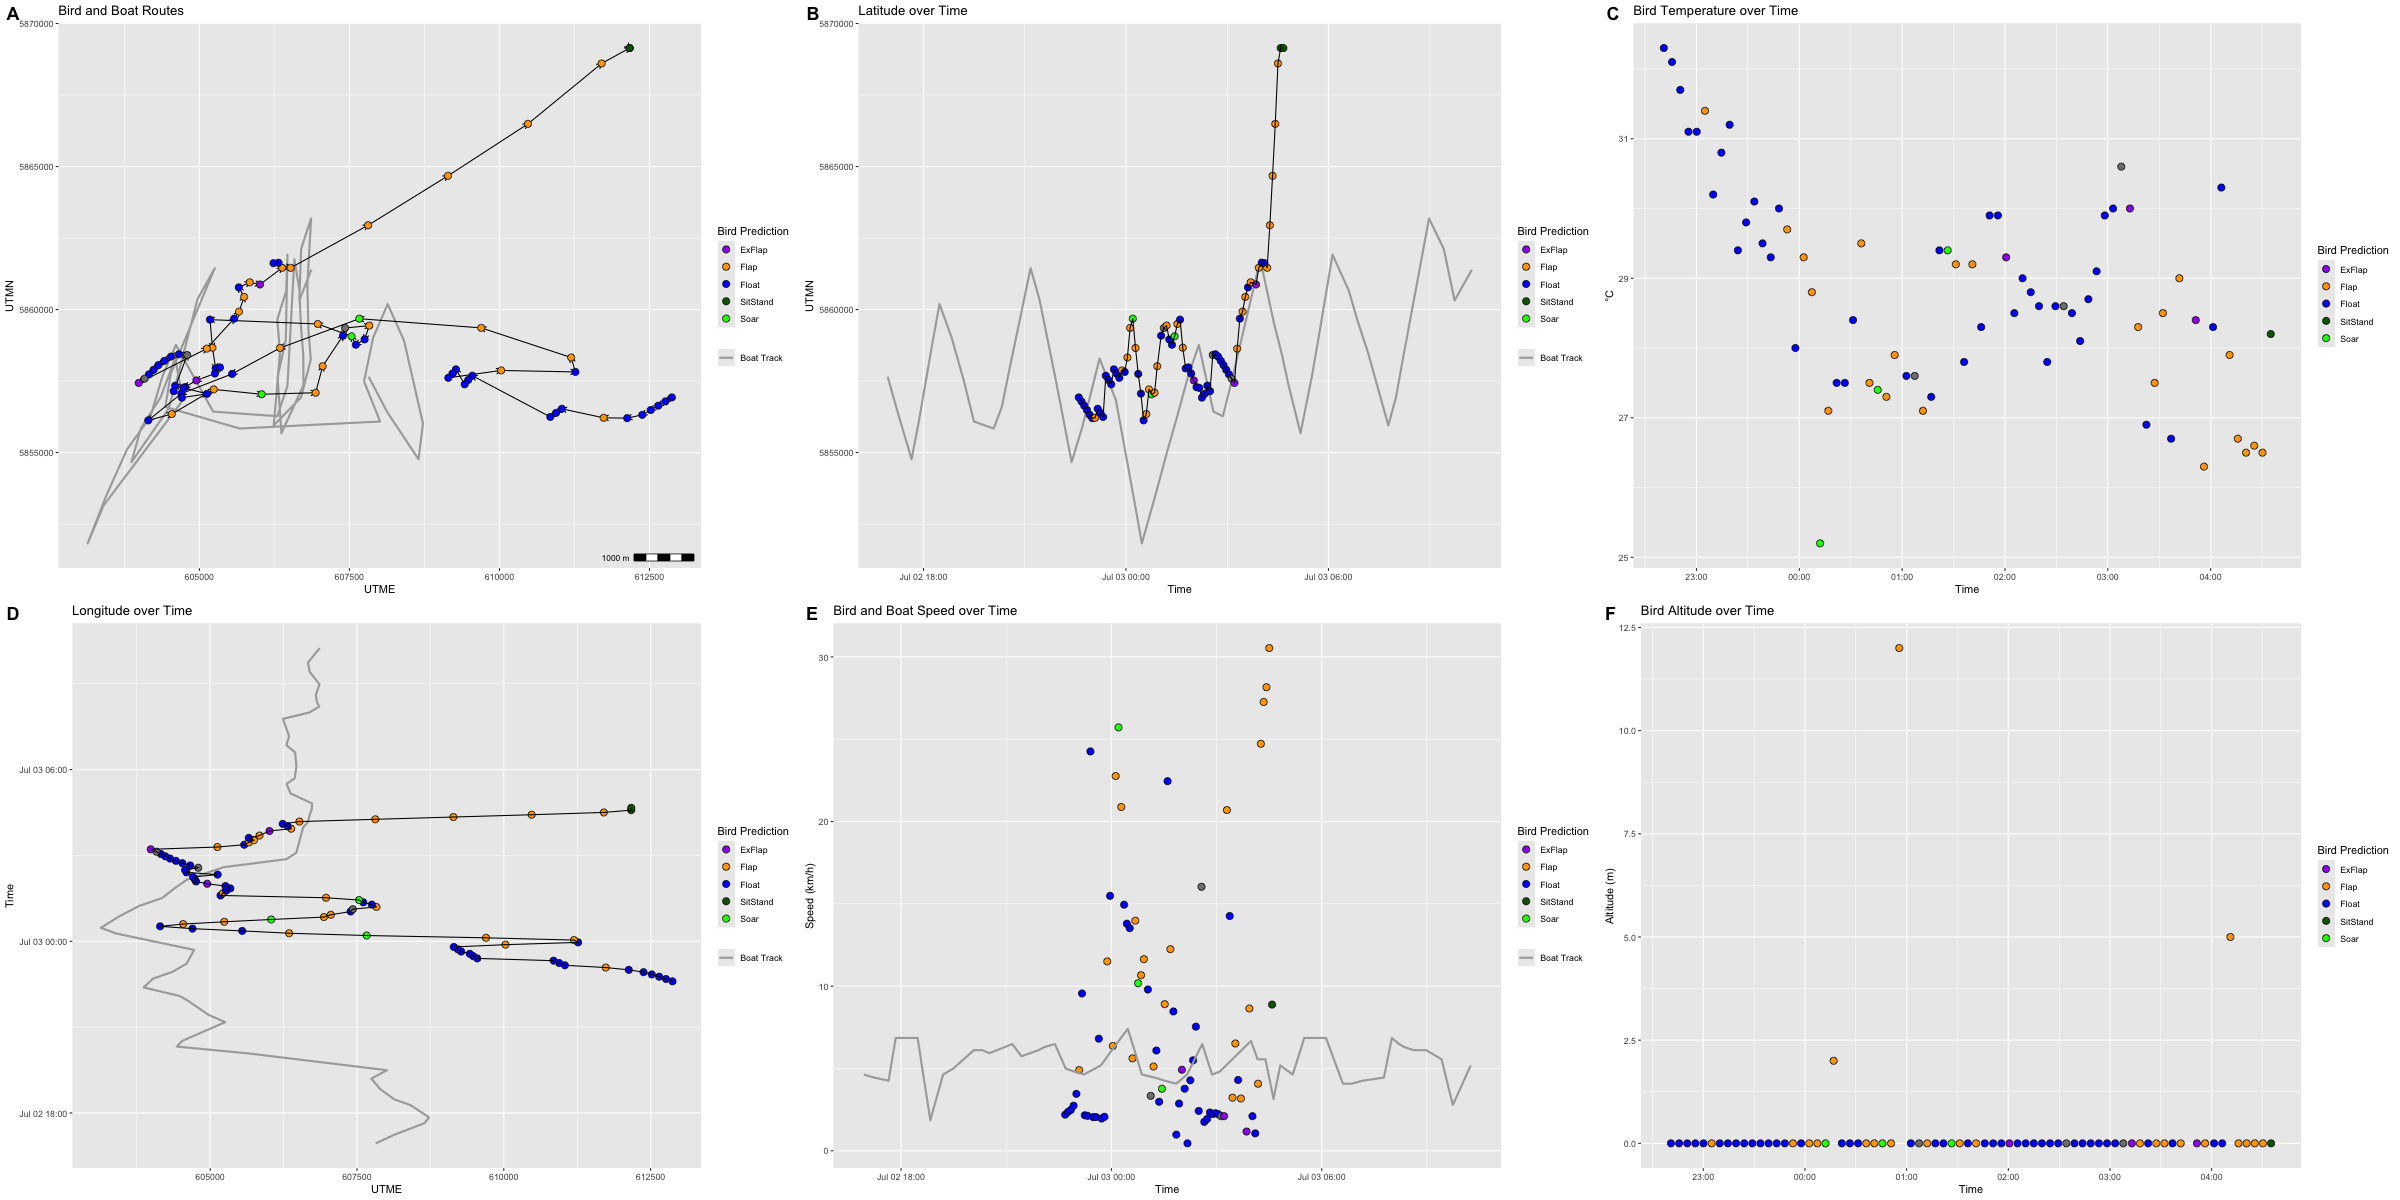 A Bird and Boat Routes
UTMN
5870000
5865000
5860000
5855000
605000 607500 610000 612500
UTME
1000 m
Bird Prediction
ExFlap
Flap
Float
SitStand
Soar
Boat Track
B Latitude over Time
UTMN
5870000
5865000
5860000
5855000
Jul 02 18:00 Jul 03 00:00 Jul 03 06:00
Time
Bird Prediction
ExFlap
Flap
Float
SitStand
Soar
Boat Track
C Bird Temperature over Time
°C
31
29
27
25
23:00 00:00 01:00 02:00 03:00 04:00
Time
Bird Prediction
ExFlap
Flap
Float
SitStand
Soar
D Longitude over Time
Time
Jul 03 06:00
Jul 03 00:00
Jul 02 18:00
605000 607500 610000 612500
UTME
Bird Prediction
ExFlap
Flap
Float
SitStand
Soar
Boat Track
E Bird and Boat Speed over Time
Speed (km/h)
30
20
10
0
Jul 02 18:00 Jul 03 00:00 Jul 03 06:00
Time
Bird Prediction
ExFlap
Flap
Float
SitStand
Soar
Boat Track
F Bird Altitude over Time
Altitude (m)
12.5
10.0
7.5
5.0
2.5
0.0
23:00 00:00 01:00 02:00 03:00 04:00
Time
Bird Prediction
ExFlap
Flap
Float
SitStand
Soar